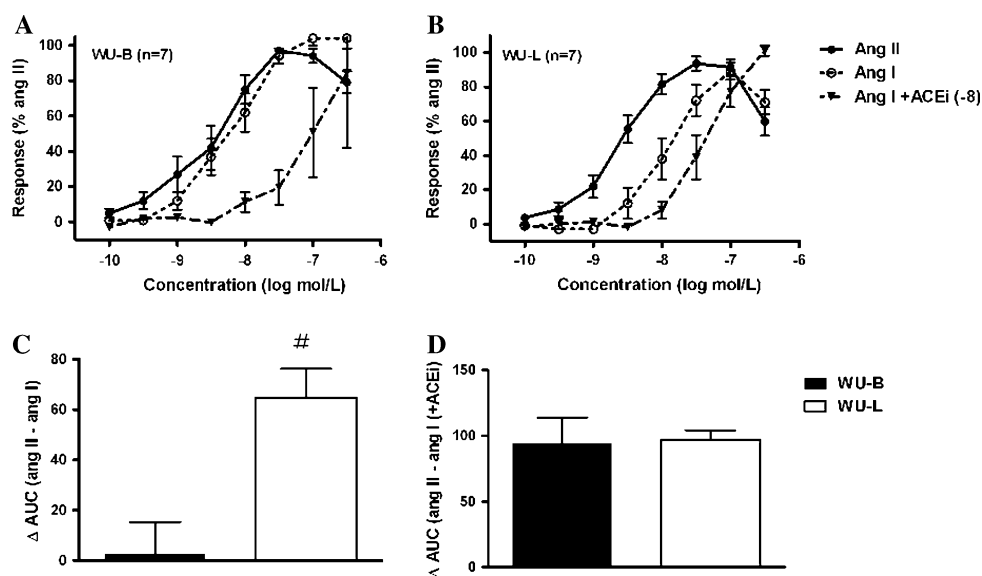 A
WU-B (n=7)
Response (% ang II)
100
80
60
40
20
0
-10
-9
-8
-7
-6
Concentration (log mol/L)
B
WU-L (n=7)
Response (% ang II)
100
80
60
40
20
0
-10
-9
-8
-7
-6
Concentration (log mol/L)
Ang II
Ang I
Ang I +ACEi (-8)
C
#
Δ AUC (ang II - ang I)
80
60
40
20
0
D
Δ AUC (ang II - ang I (+ACEi)
150
100
50
0
WU-B
WU-L